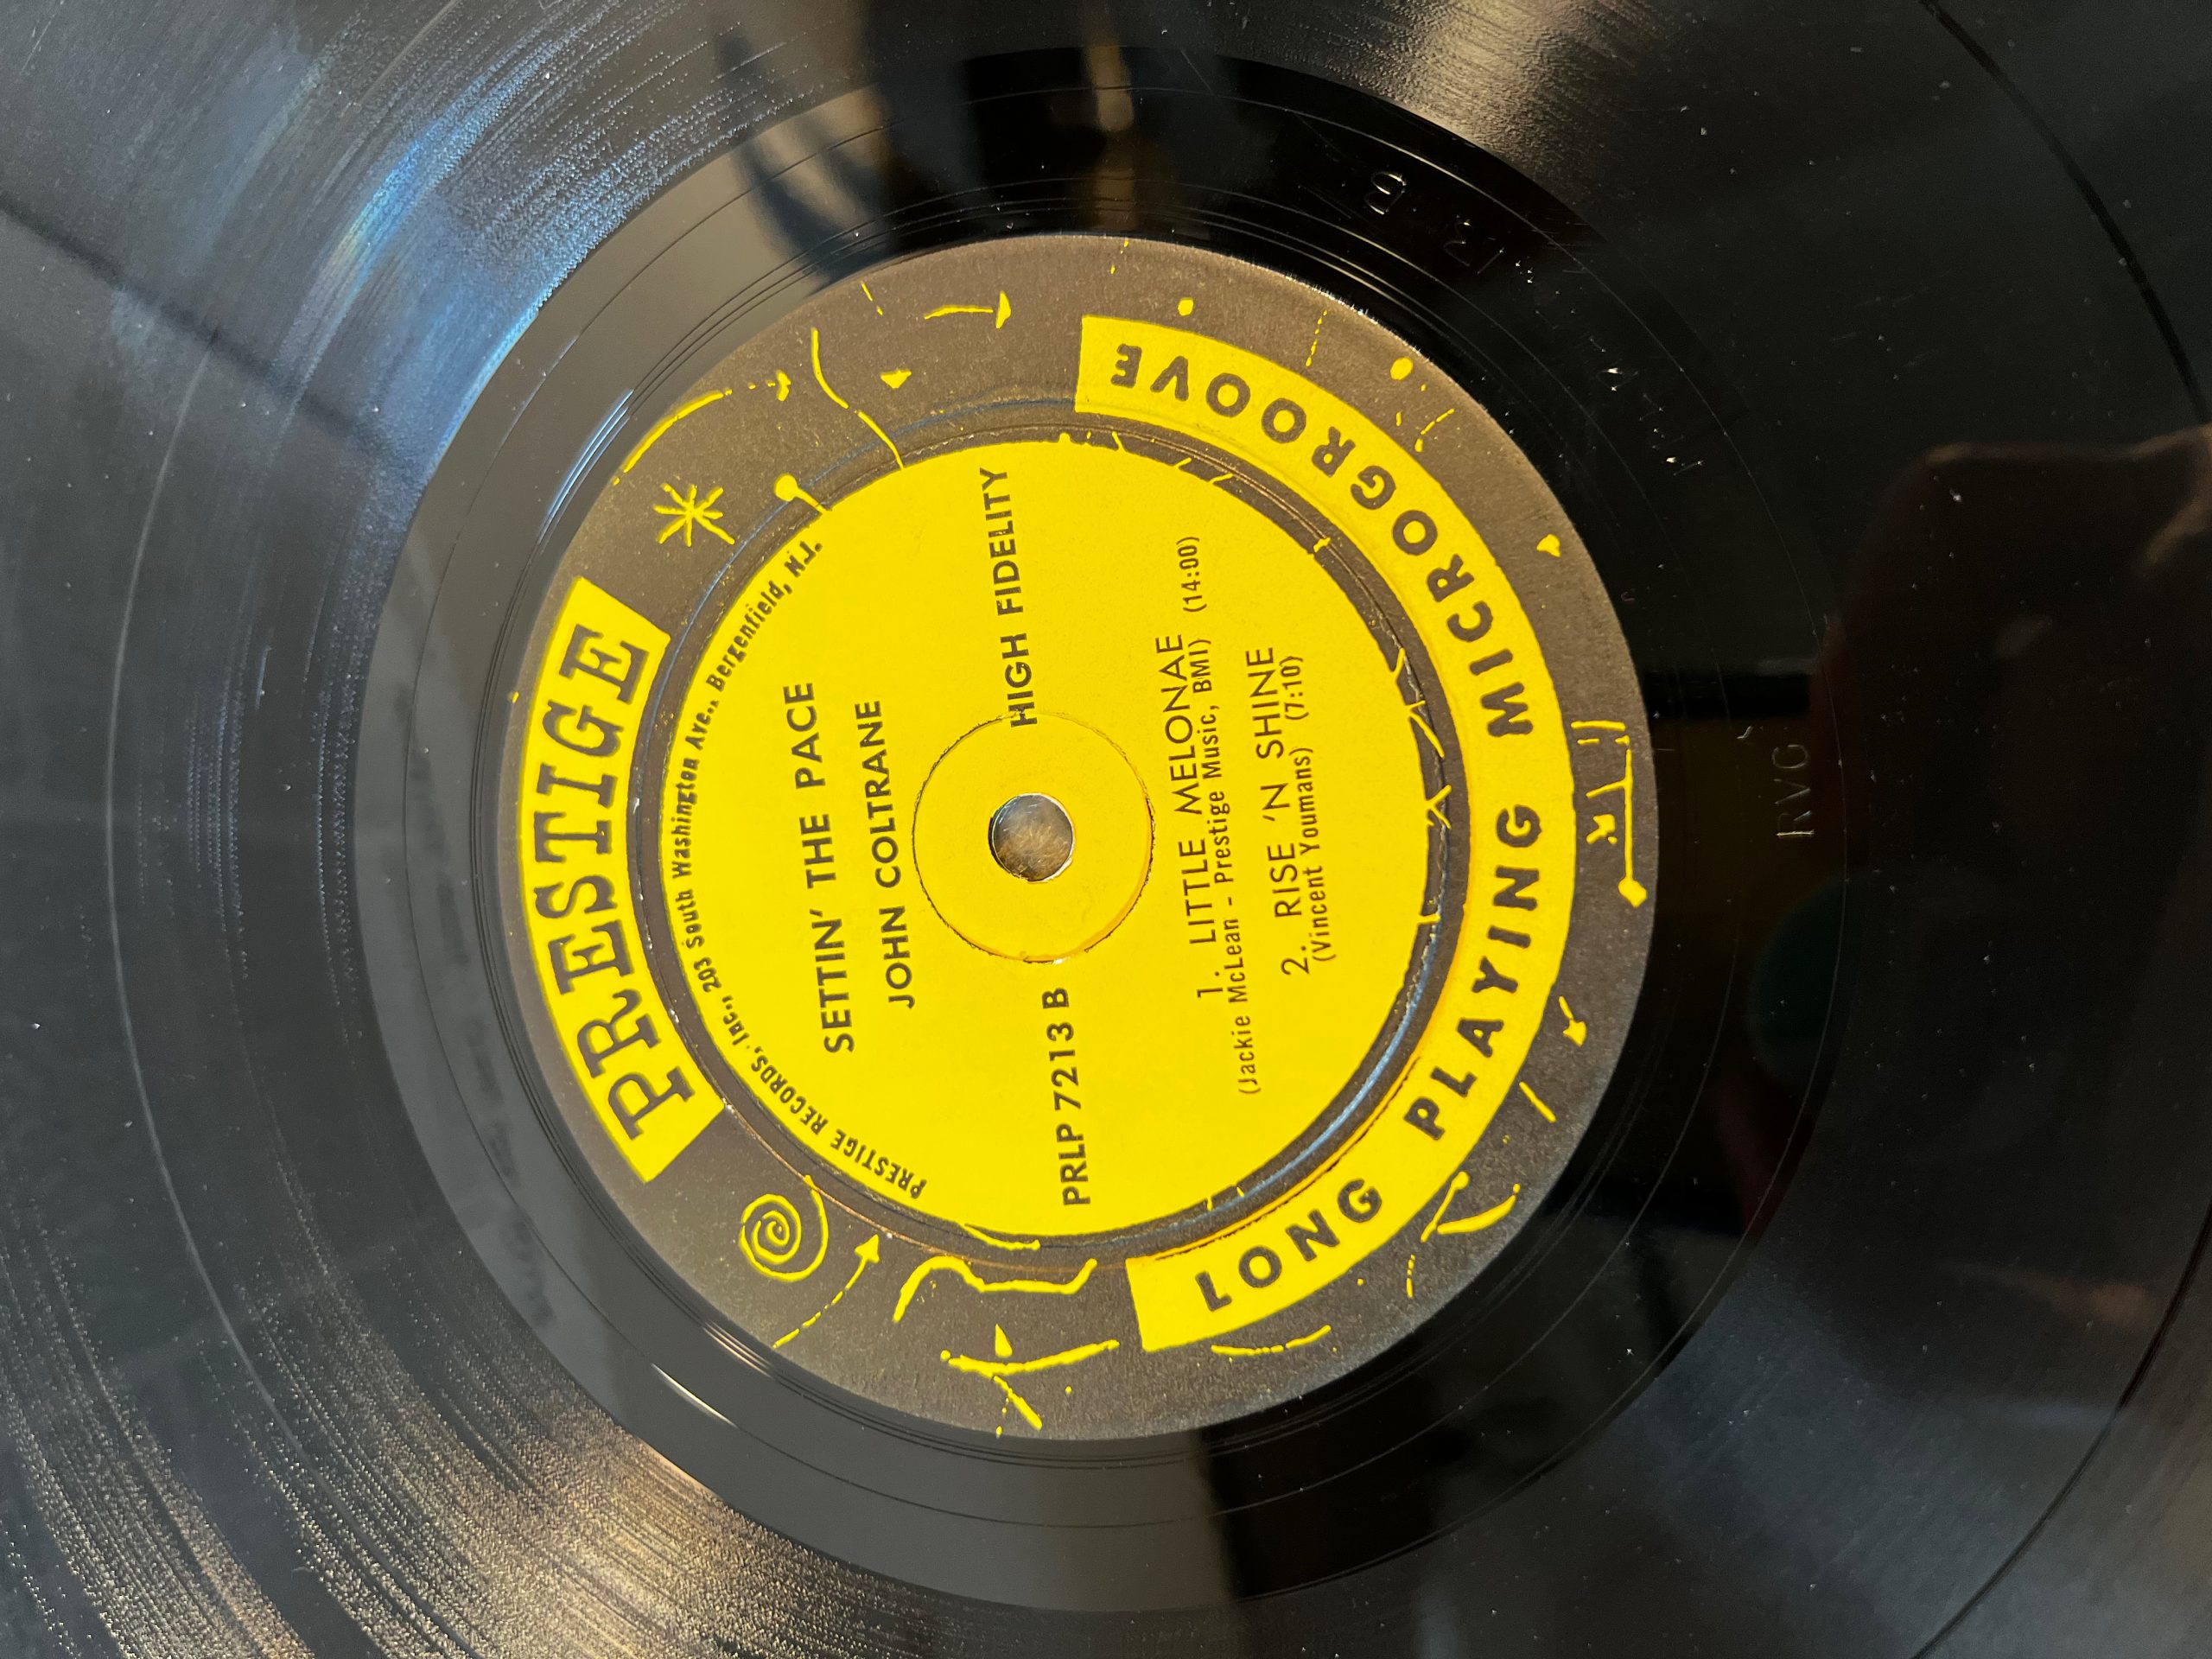 PRESTIGE
PRESTIGE RECORDS, Inc., 203 South Washington Ave., Bergenfield, N.J.
SETTIN' THE PACE
JOHN COLTRANE
PRLP 7213 B
HIGH FIDELITY
1. LITTLE MELONAE
(Jackie McLean - Prestige Music, BMI) (14:00)
2. RISE 'N SHINE
(Vincent Youmans) (7:10)
LONG PLAYING MICROGROOVE
RVG